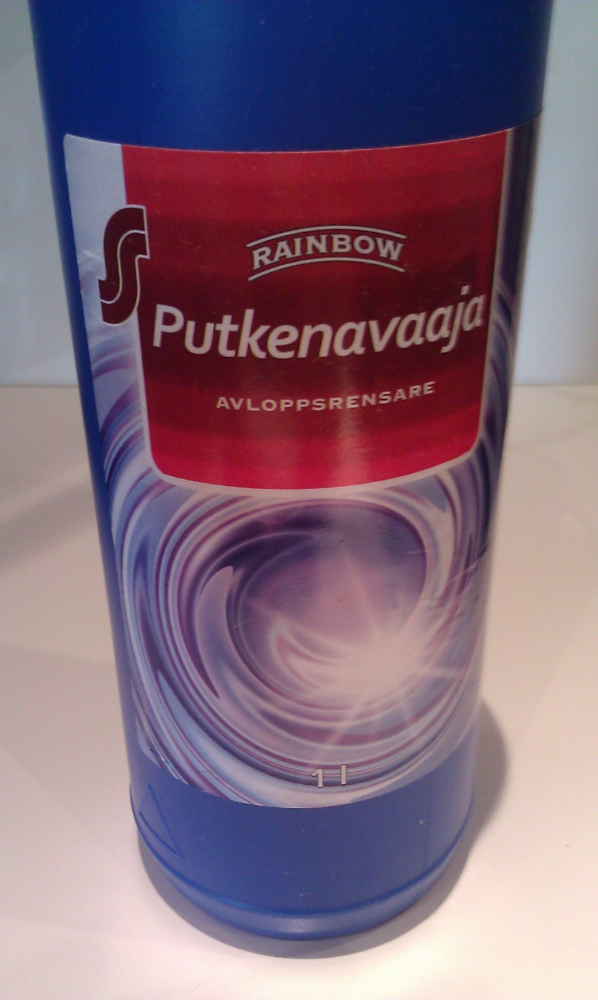 S
RAINBOW
Putkenavaaja
AVLOPPSRENSARE
1 l